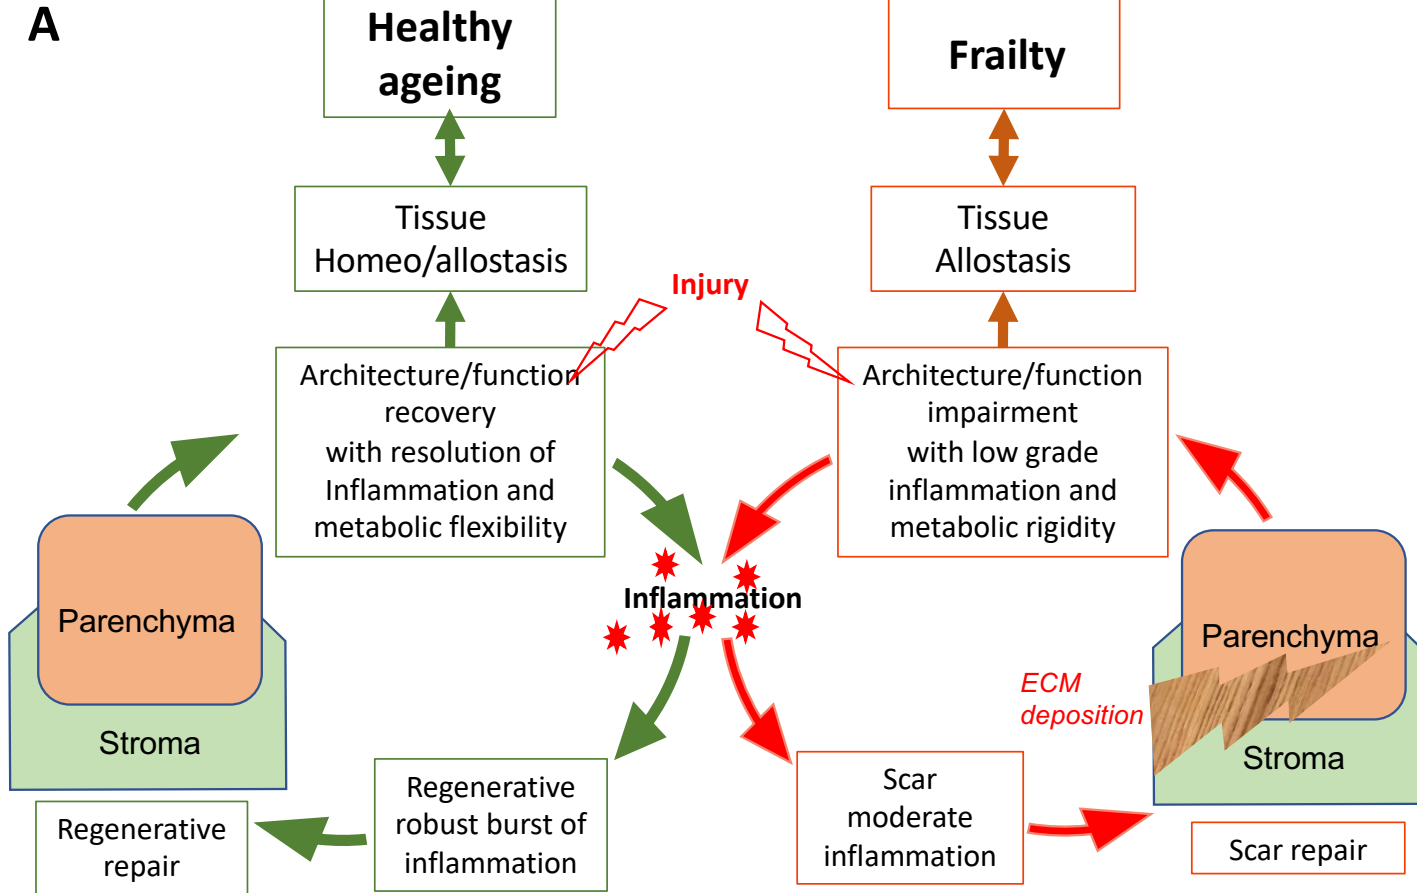 A
Healthy
ageing
Frailty
Tissue
Homeo/allostasis
Tissue
Allostasis
Injury
Architecture/function
recovery
with resolution of
Inflammation and
metabolic flexibility
Architecture/function
impairment
with low grade
inflammation and
metabolic rigidity
Inflammation
Parenchyma
Stroma
Parenchyma
Stroma
ECM
deposition
Regenerative
robust burst of
inflammation
Scar
moderate
inflammation
Regenerative
repair
Scar repair